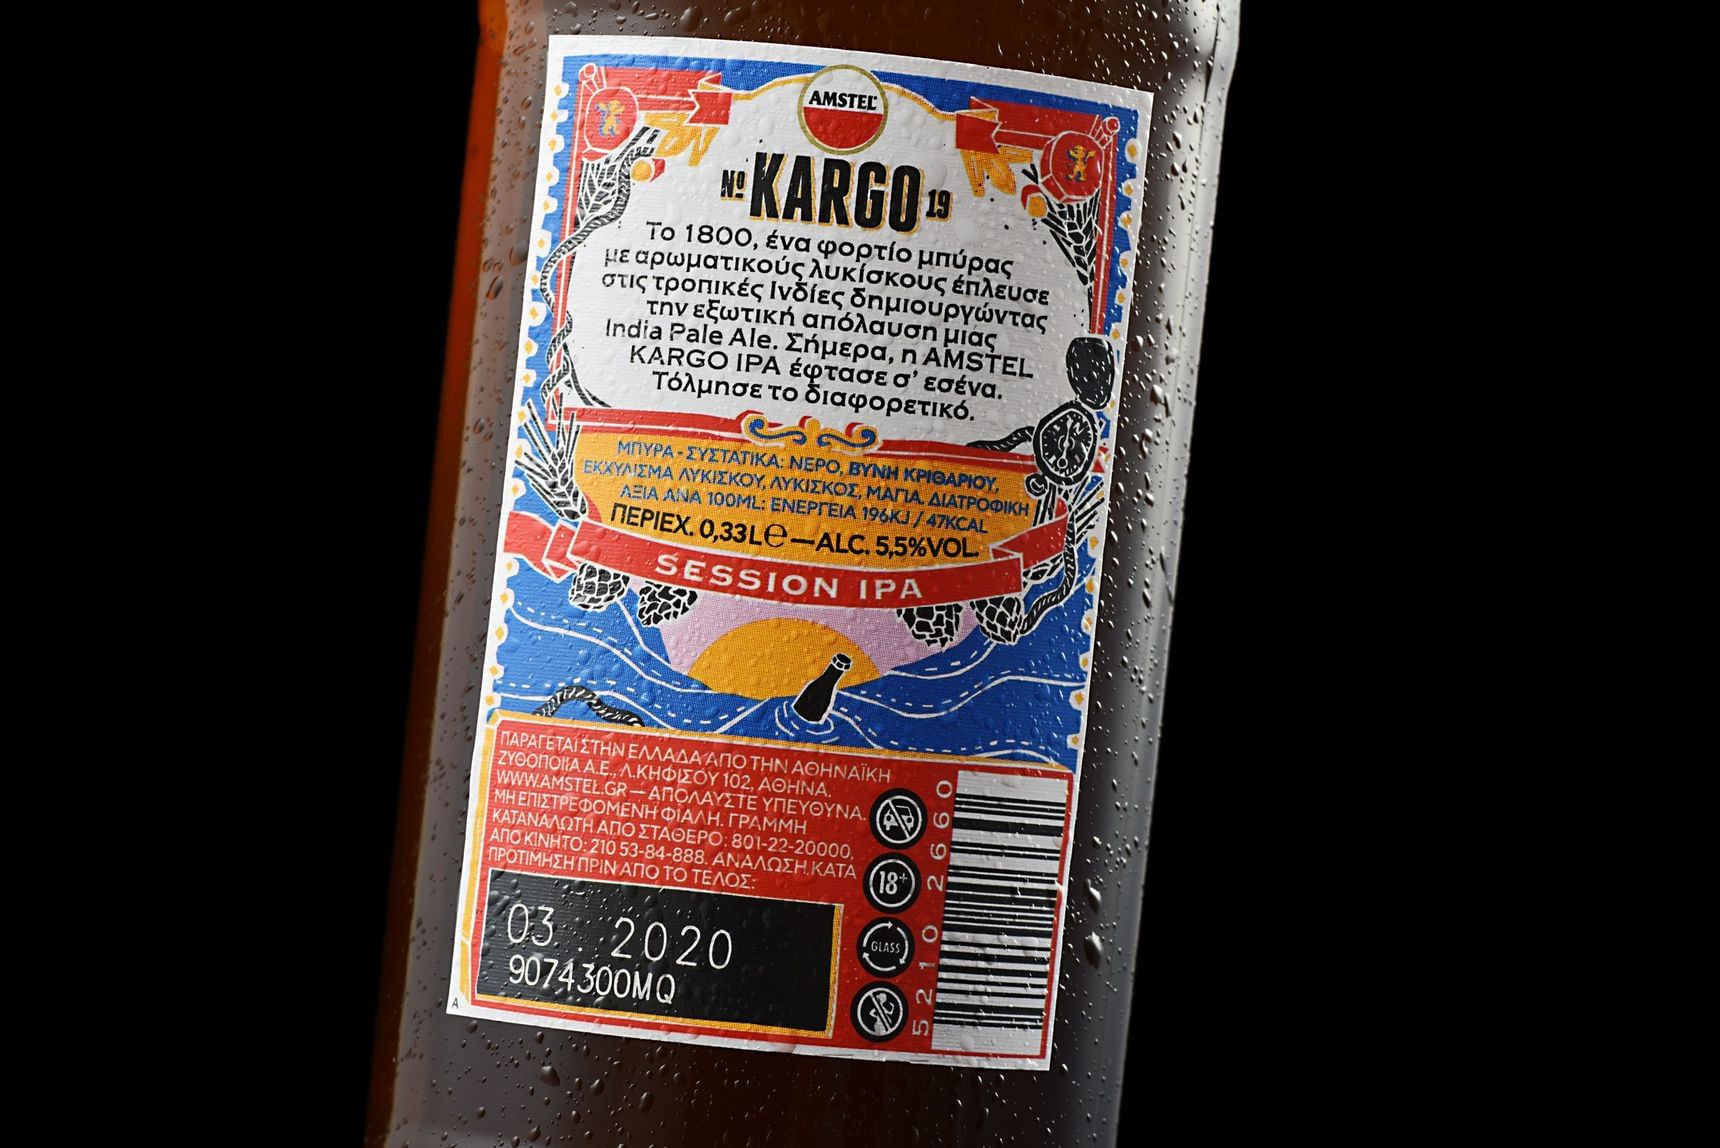 AMSTEL
Nº KARGO 19
Το 1800, ένα φορτίο μπύρας
με αρωματικούς λυκίσκους έπλευσε
στις τροπικές Ινδίες δημιουργώντας
την εξωτική απόλαυση μιας
India Pale Ale. Σήμερα, η AMSTEL
KARGO IPA έφτασε σ’ εσένα.
Τόλμησε το διαφορετικό.
ΜΠΥΡΑ - ΣΥΣΤΑΤΙΚΑ: ΝΕΡΟ, ΒΥΝΗ ΚΡΙΘΑΡΙΟΥ,
ΕΚΧΥΛΙΣΜΑ ΛΥΚΙΣΚΟΥ, ΛΥΚΙΣΚΟΣ, ΜΑΓΙΑ. ΔΙΑΤΡΟΦΙΚΗ
ΑΞΙΑ ΑΝΑ 100ML: ΕΝΕΡΓΕΙΑ 196KJ / 47KCAL
ΠΕΡΙΕΧ. 0,33L℮—ALC. 5,5%VOL.
SESSION IPA
ΠΑΡΑΓΕΤΑΙ ΣΤΗΝ ΕΛΛΑΔΑ ΑΠΟ ΤΗΝ ΑΘΗΝΑΪΚΗ
ΖΥΘΟΠΟΙΙΑ Α.Ε., Λ.ΚΗΦΙΣΟΥ 102, ΑΘΗΝΑ.
WWW.AMSTEL.GR — ΑΠΟΛΑΥΣΤΕ ΥΠΕΥΘΥΝΑ.
ΜΗ ΕΠΙΣΤΡΕΦΟΜΕΝΗ ΦΙΑΛΗ. ΓΡΑΜΜΗ
ΚΑΤΑΝΑΛΩΤΗ ΑΠΟ ΣΤΑΘΕΡΟ: 801-22-20000,
ΑΠΟ ΚΙΝΗΤΟ: 210 53-84-888. ΑΝΑΛΩΣΗ ΚΑΤΑ
ΠΡΟΤΙΜΗΣΗ ΠΡΙΝ ΑΠΟ ΤΟ ΤΕΛΟΣ:
03 2020
9074300MQ
A
18+
GLASS
5210 2660